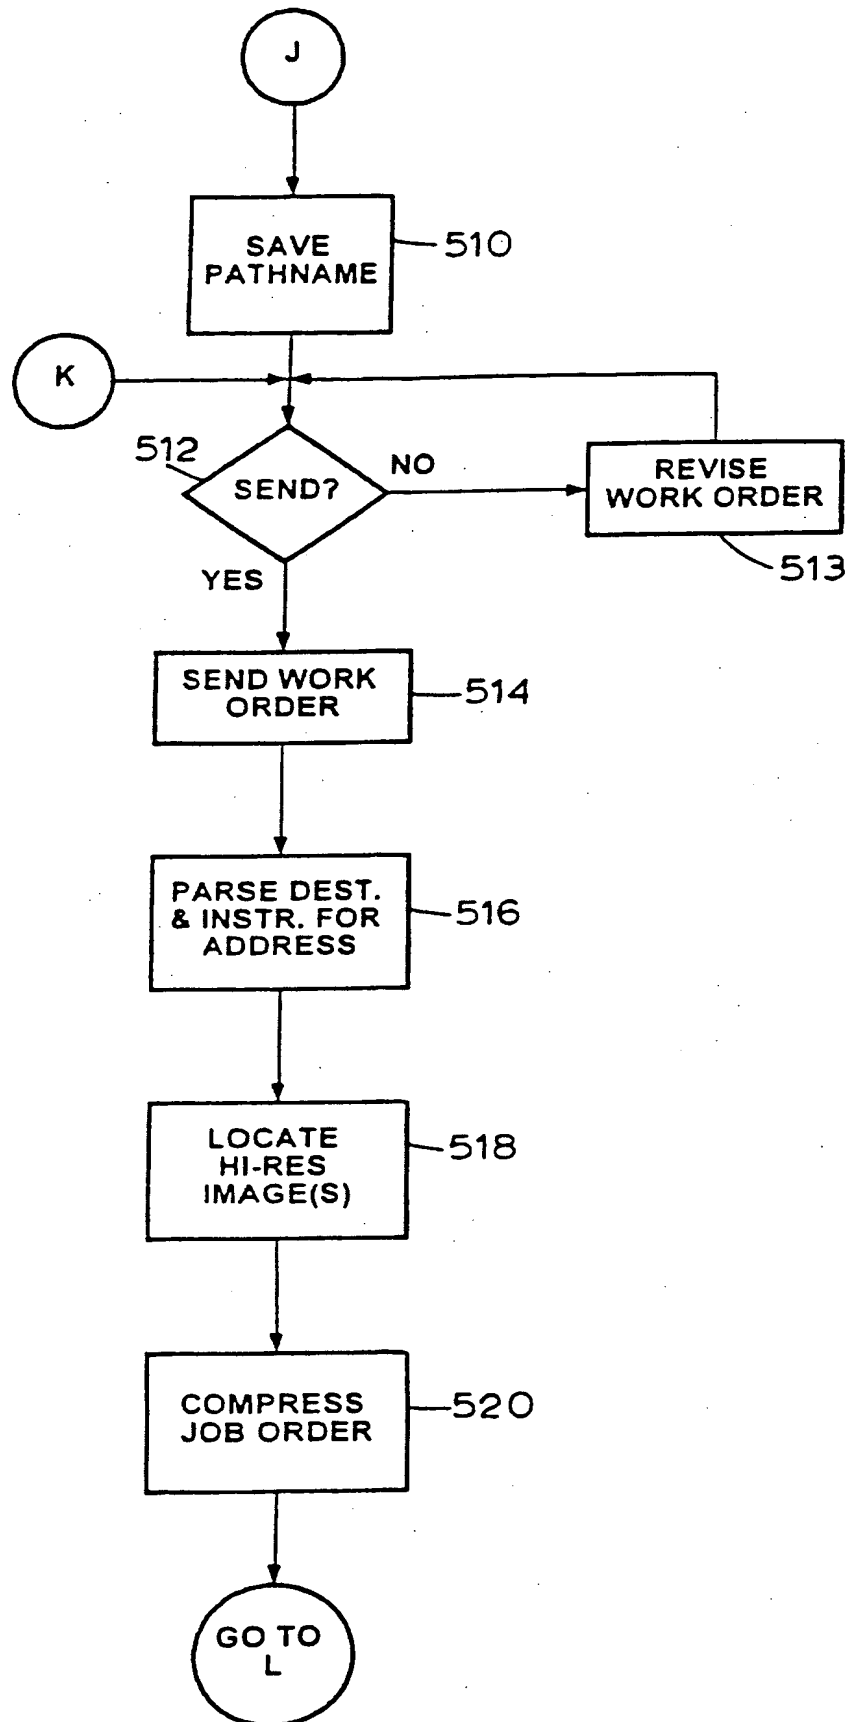 J
SAVE
PATHNAME
510
K
512
SEND?
NO
REVISE
WORK ORDER
513
YES
SEND WORK
ORDER
514
PARSE DEST.
& INSTR. FOR
ADDRESS
516
LOCATE
HI-RES
IMAGE(S)
518
COMPRESS
JOB ORDER
520
GO TO
L